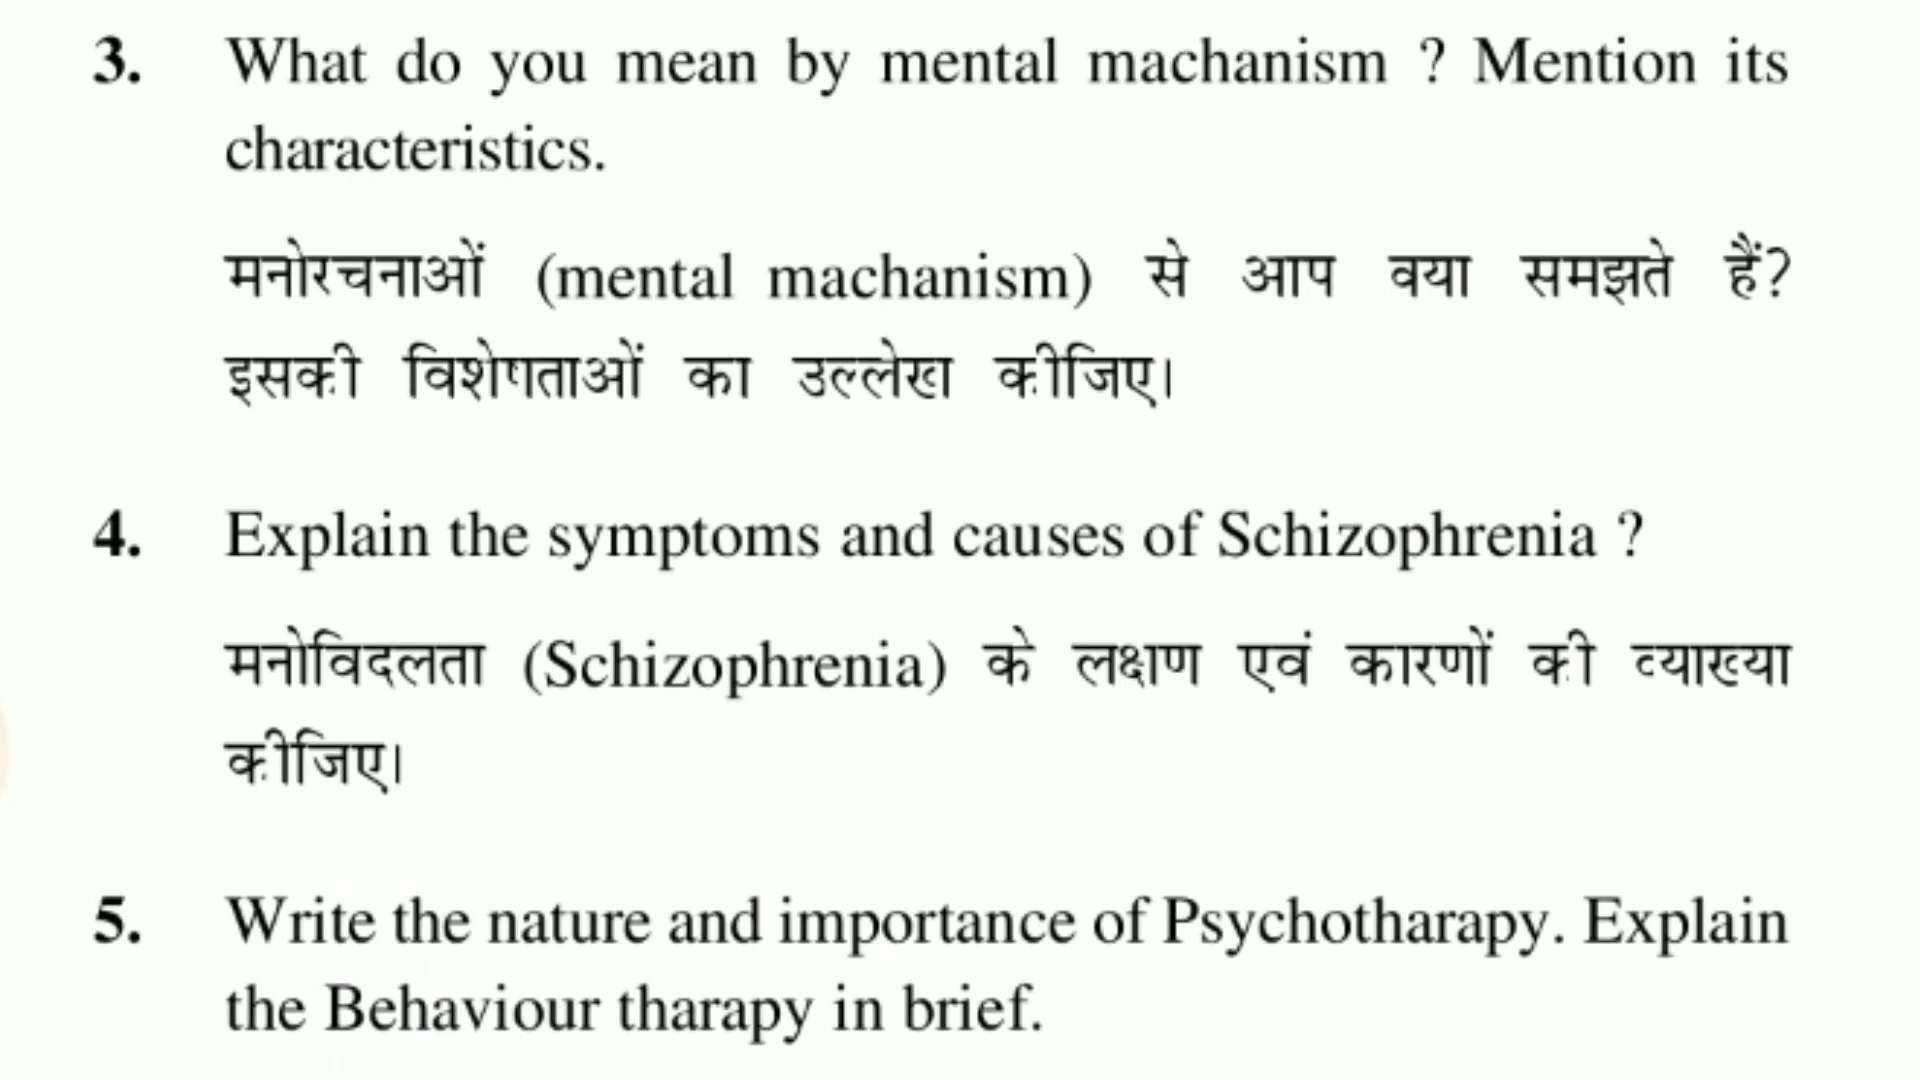 3. What do you mean by mental machanism ? Mention its
characteristics.
मनोरचनाओं (mental machanism) से आप वया समझते हैं?
इसकी विशेषताओं का उल्लेख कीजिए।
4. Explain the symptoms and causes of Schizophrenia ?
मनोविदलता (Schizophrenia) के लक्षण एवं कारणों की व्याख्या
कीजिए।
5. Write the nature and importance of Psychotharapy. Explain
the Behaviour tharapy in brief.